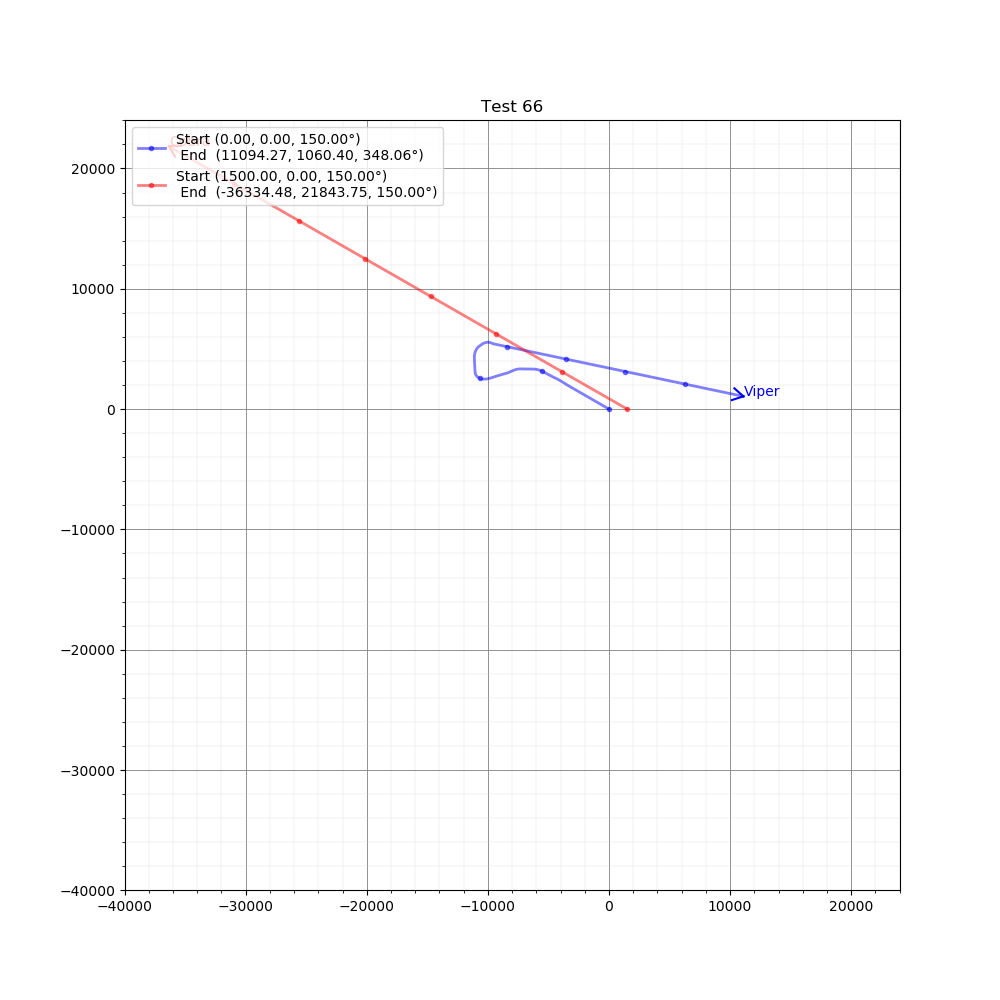 Test 66
Start (0.00, 0.00, 150.00°)
End (11094.27, 1060.40, 348.06°)
Start (1500.00, 0.00, 150.00°)
End (-36334.48, 21843.75, 150.00°)
Viper
20000
10000
0
−10000
−20000
−30000
−40000
−40000 −30000 −20000 −10000 0 10000 20000